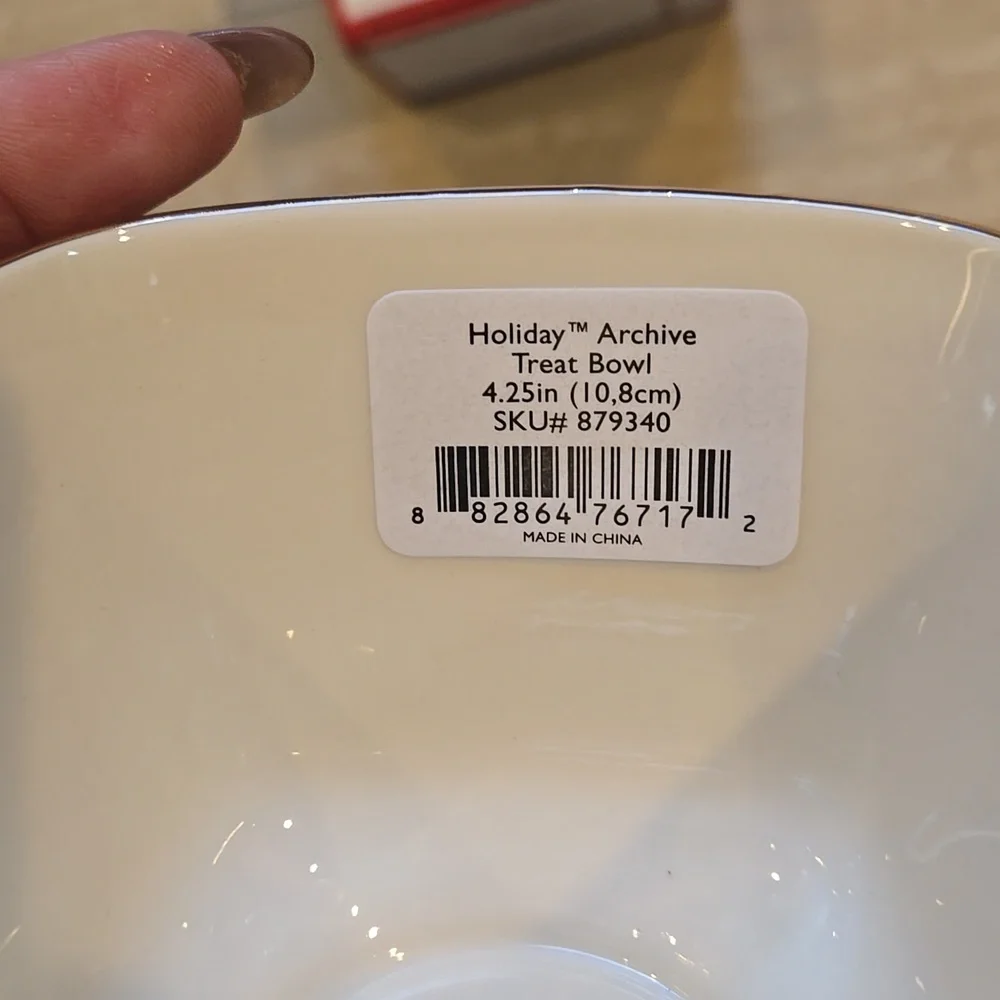 Holiday™ Archive
Treat Bowl
4.25in (10,8cm)
SKU# 879340
8 82864 76717 2
MADE IN CHINA